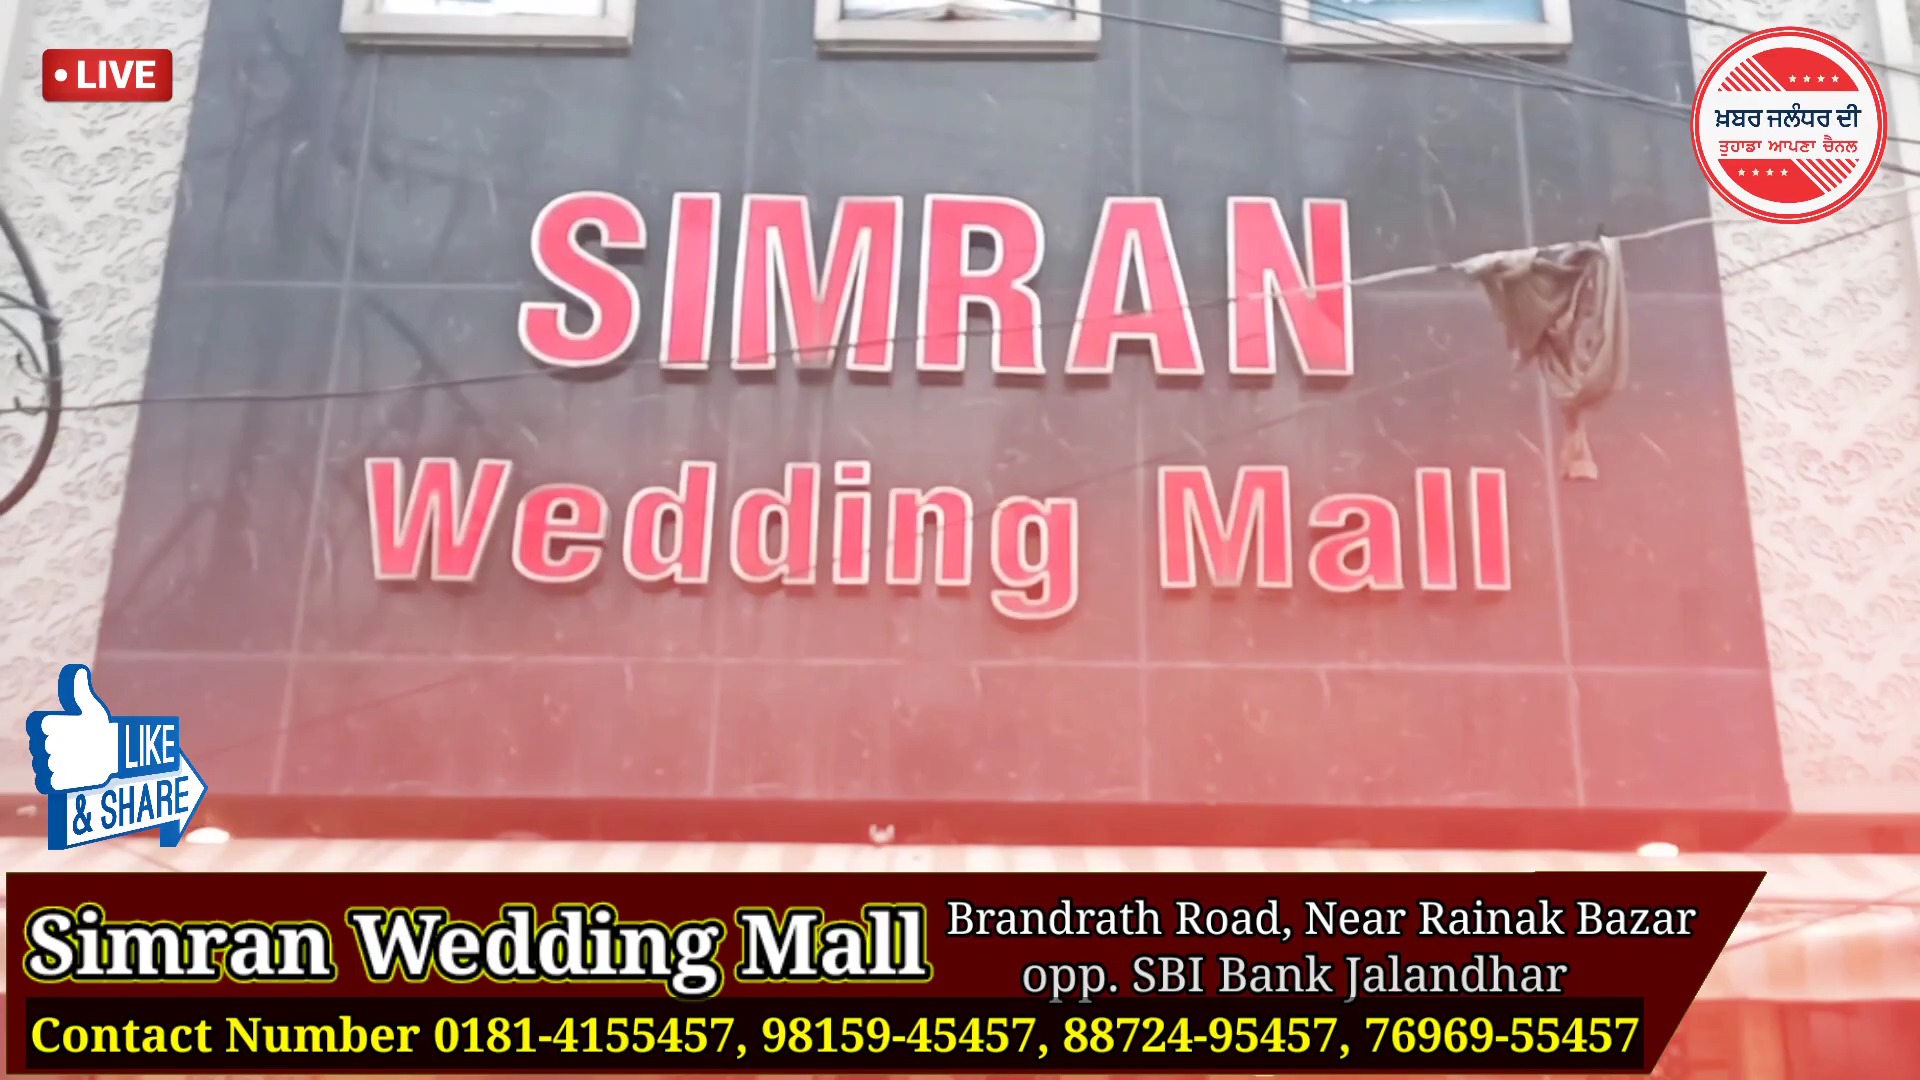 • LIVE
ਖ਼ਬਰ ਜਲੰਧਰ ਦੀ
ਤੁਹਾਡਾ ਆਪਣਾ ਚੈਨਲ
SIMRAN
Wedding Mall
LIKE
& SHARE
Simran Wedding Mall
Brandrath Road, Near Rainak Bazar
opp. SBI Bank Jalandhar
Contact Number 0181-4155457, 98159-45457, 88724-95457, 76969-55457